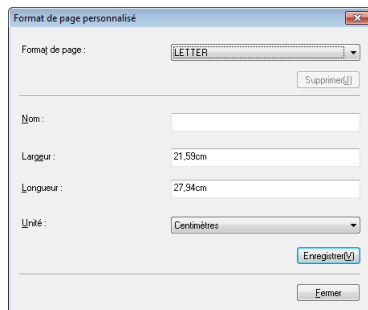 Format de page personnalisé
Format de page : LETTER
Supprimer(J)
Nom :
Largeur : 21,59cm
Longueur : 27,94cm
Unité : Centimètres
Enregistrer(V)
Fermer